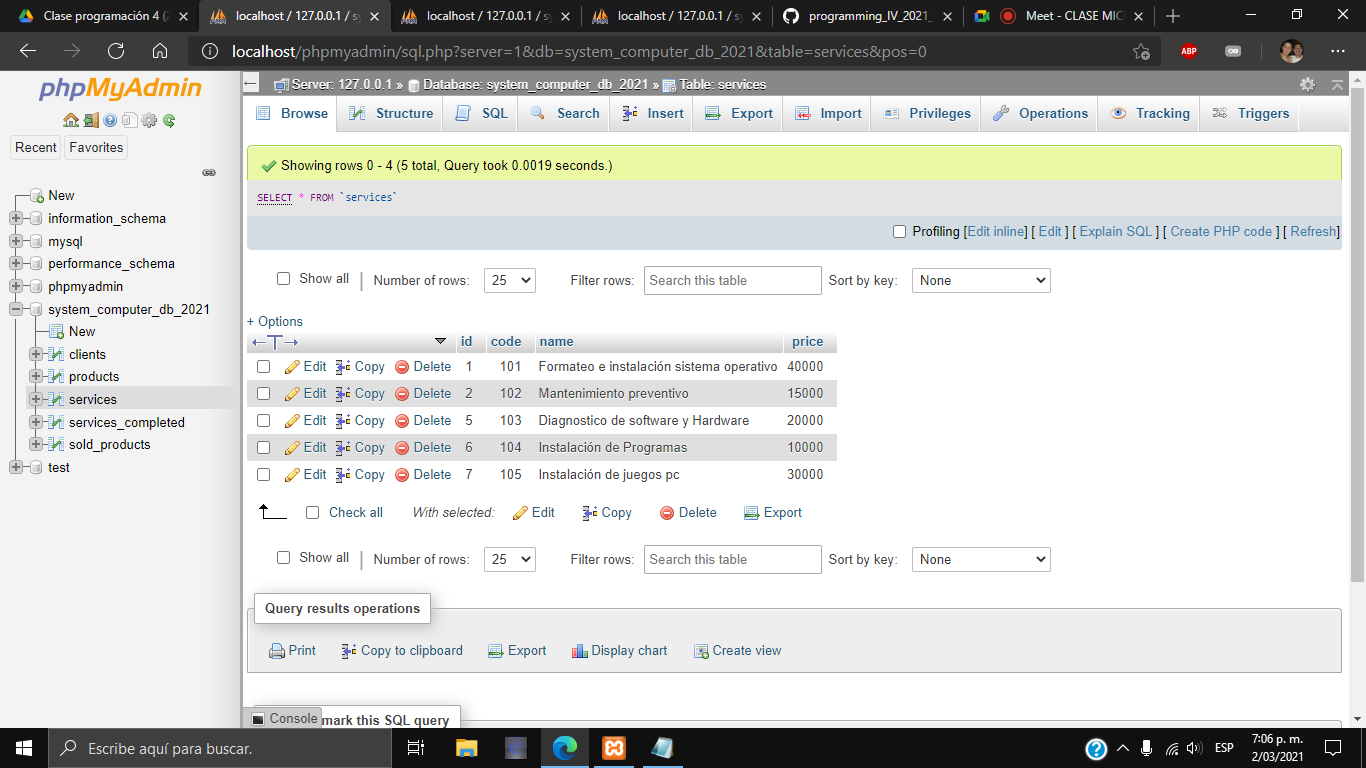 Clase programación 4 (2
localhost / 127.0.0.1 / sy
localhost / 127.0.0.1 / sy
localhost / 127.0.0.1 / sy
programming_IV_2021_
Meet - CLASE MIC
localhost/phpmyadmin/sql.php?server=1&db=system_computer_db_2021&table=services&pos=0
ABP
phpMyAdmin
Recent Favorites
New
information_schema
mysql
performance_schema
phpmyadmin
system_computer_db_2021
New
clients
products
services
services_completed
sold_products
test
Server: 127.0.0.1 » Database: system_computer_db_2021 » Table: services
Browse Structure SQL Search Insert Export Import Privileges Operations Tracking Triggers
Showing rows 0 - 4 (5 total, Query took 0.0019 seconds.)
SELECT * FROM `services`
Profiling [Edit inline] [ Edit ] [ Explain SQL ] [ Create PHP code ] [ Refresh]
Show all | Number of rows: 25 Filter rows: Search this table Sort by key: None
+ Options
id code name price
Edit Copy Delete 1 101 Formateo e instalación sistema operativo 40000
Edit Copy Delete 2 102 Mantenimiento preventivo 15000
Edit Copy Delete 5 103 Diagnostico de software y Hardware 20000
Edit Copy Delete 6 104 Instalación de Programas 10000
Edit Copy Delete 7 105 Instalación de juegos pc 30000
Check all With selected: Edit Copy Delete Export
Show all | Number of rows: 25 Filter rows: Search this table Sort by key: None
Query results operations
Print Copy to clipboard Export Display chart Create view
Console mark this SQL query
Escribe aquí para buscar.
ESP
7:06 p. m.
2/03/2021